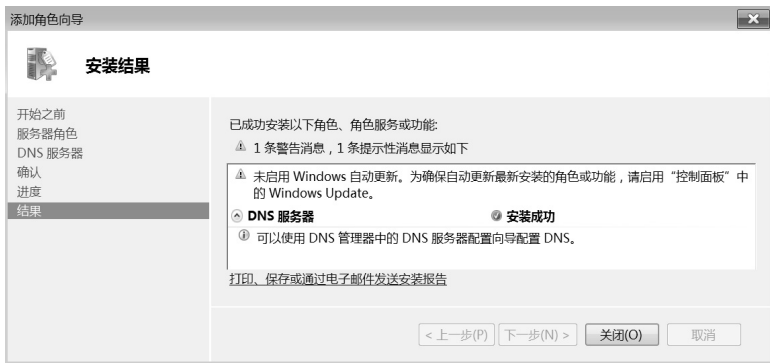 添加角色向导
安装结果
开始之前
服务器角色
DNS 服务器
确认
进度
结果
已成功安装以下角色、角色服务或功能:
1 条警告消息，1 条提示性消息显示如下
未启用 Windows 自动更新。为确保自动更新最新安装的角色或功能，请启用“控制面板”中
的 Windows Update。
DNS 服务器 安装成功
可以使用 DNS 管理器中的 DNS 服务器配置向导配置 DNS。
打印、保存或通过电子邮件发送安装报告
< 上一步(P) 下一步(N) > 关闭(O) 取消